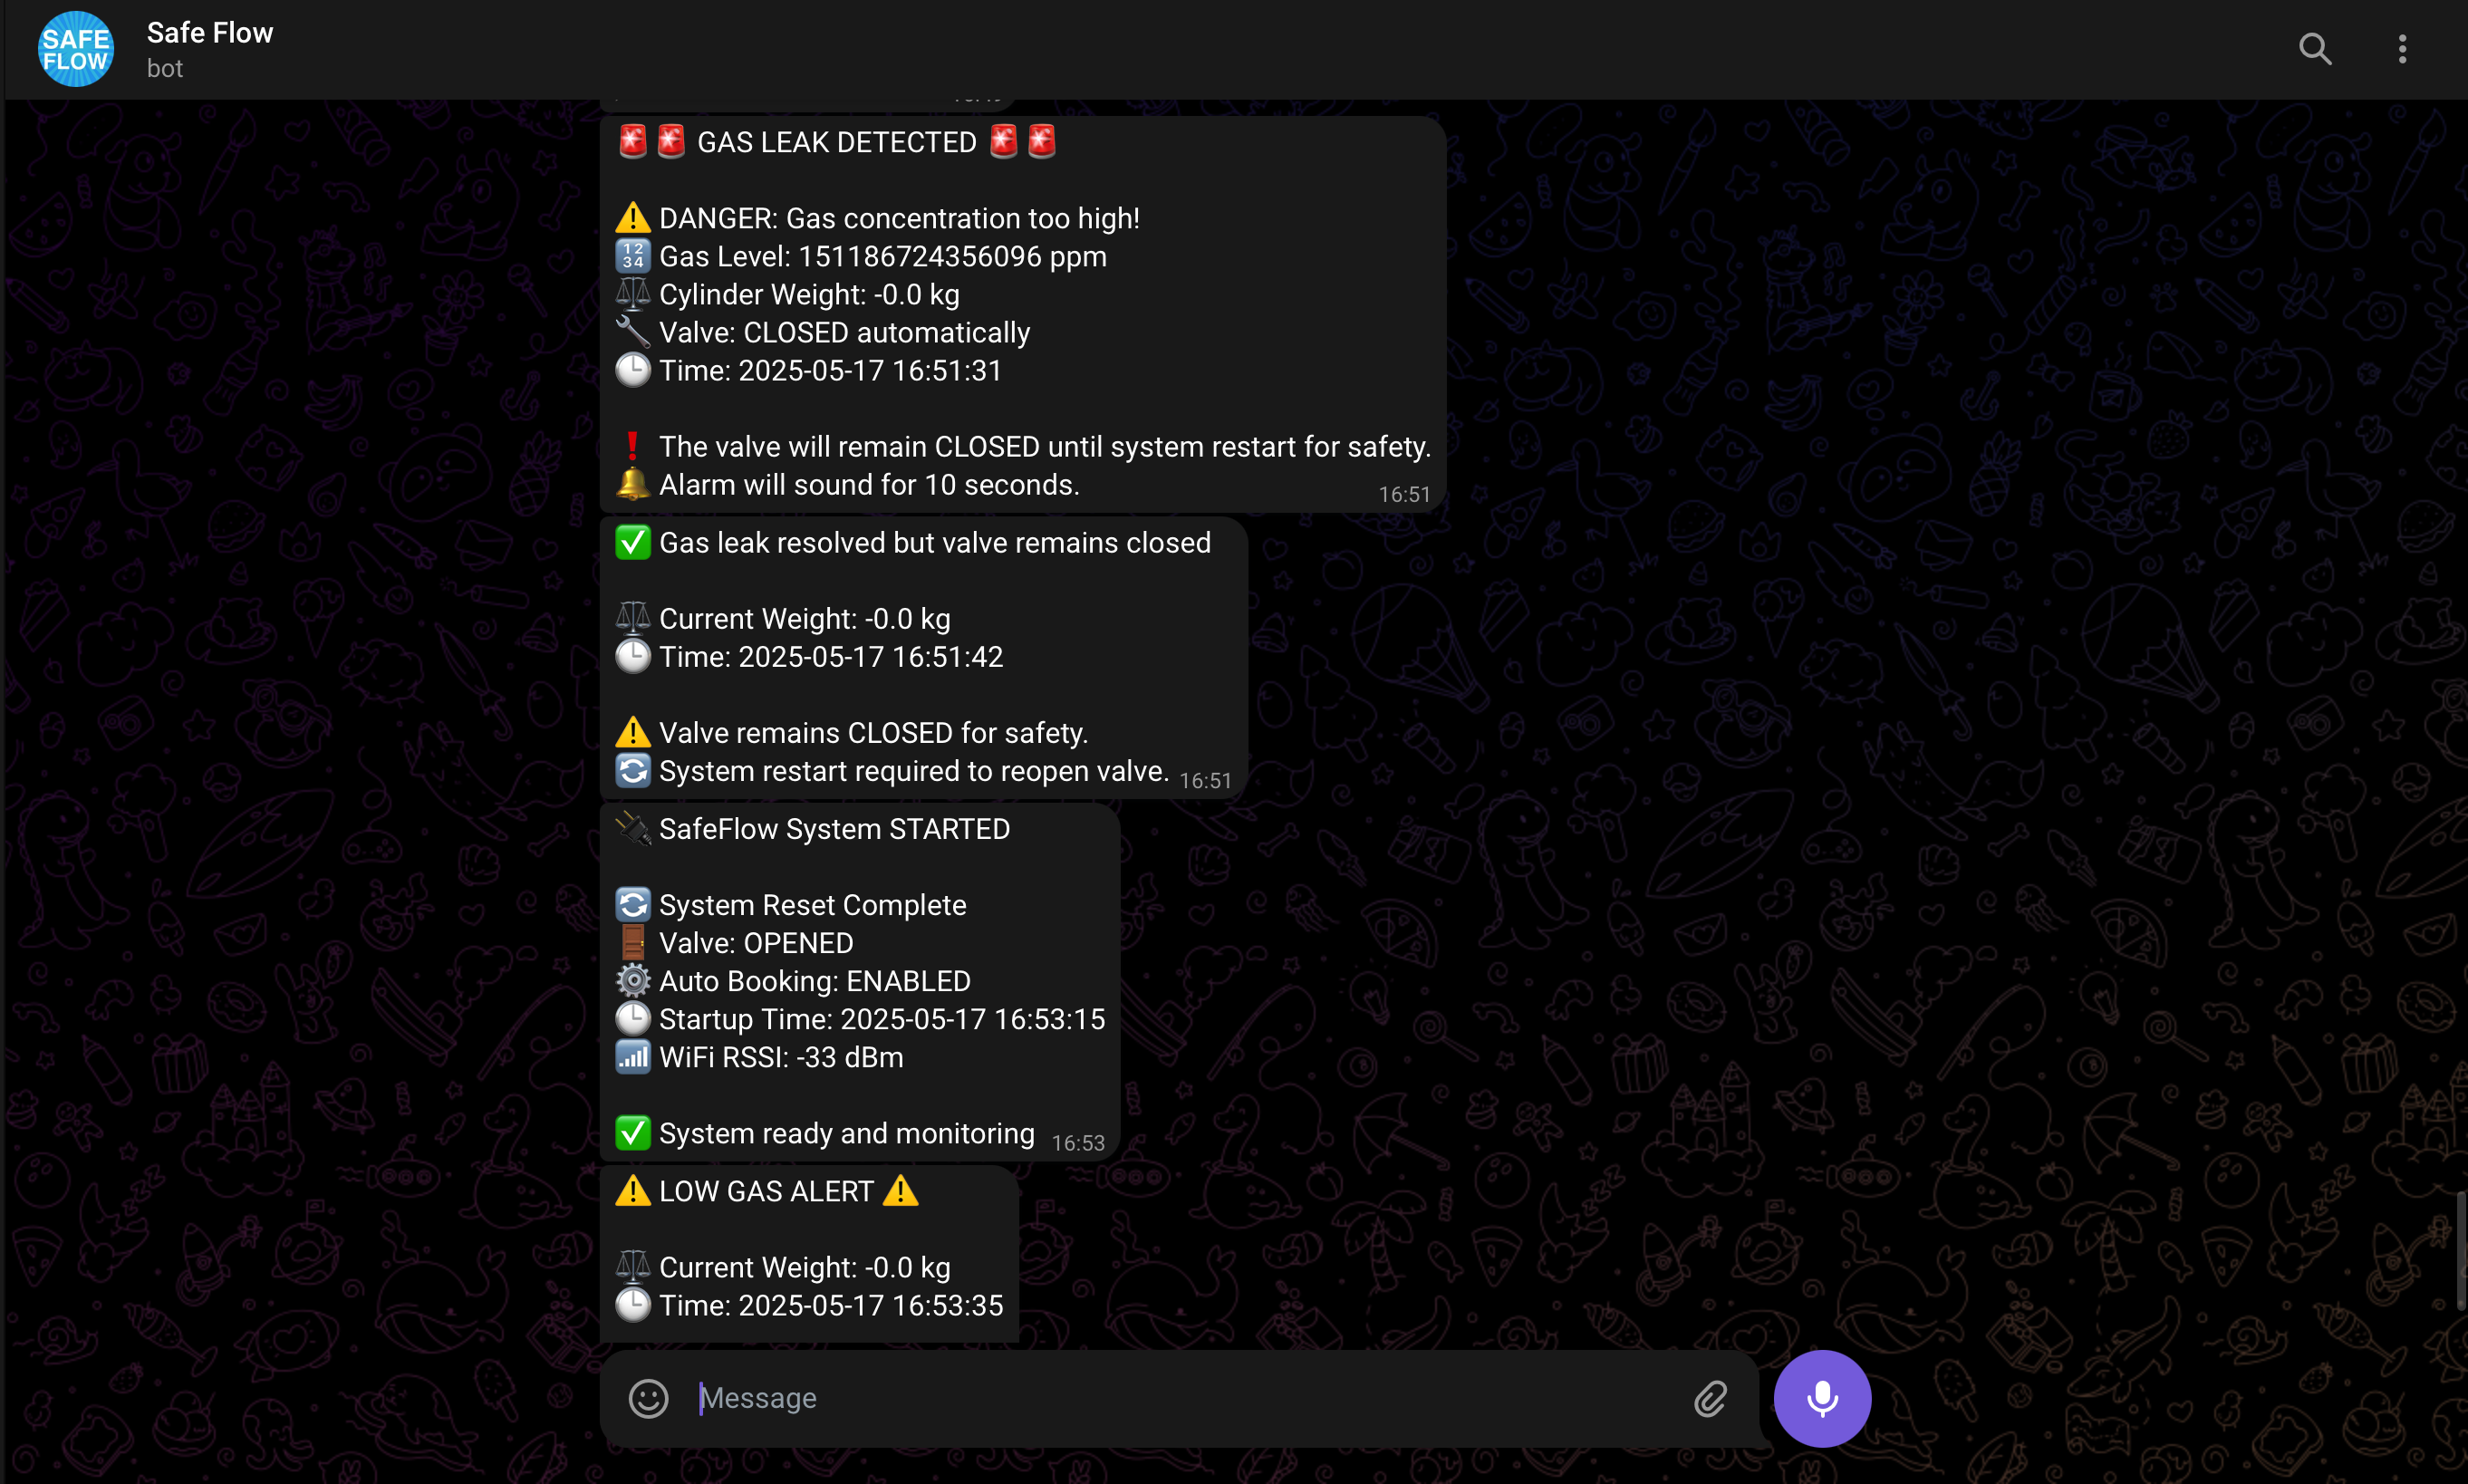 SAFE
FLOW
Safe Flow
bot
🚨🚨 GAS LEAK DETECTED 🚨🚨
⚠️ DANGER: Gas concentration too high!
🔢 Gas Level: 151186724356096 ppm
⚖️ Cylinder Weight: -0.0 kg
🔧 Valve: CLOSED automatically
🕒 Time: 2025-05-17 16:51:31
❗ The valve will remain CLOSED until system restart for safety.
🔔 Alarm will sound for 10 seconds.
16:51
✅ Gas leak resolved but valve remains closed
⚖️ Current Weight: -0.0 kg
🕒 Time: 2025-05-17 16:51:42
⚠️ Valve remains CLOSED for safety.
🔄 System restart required to reopen valve. 16:51
🔌 SafeFlow System STARTED
🔄 System Reset Complete
🚪 Valve: OPENED
⚙️ Auto Booking: ENABLED
🕒 Startup Time: 2025-05-17 16:53:15
📶 WiFi RSSI: -33 dBm
✅ System ready and monitoring 16:53
⚠️ LOW GAS ALERT ⚠️
⚖️ Current Weight: -0.0 kg
🕒 Time: 2025-05-17 16:53:35
Message